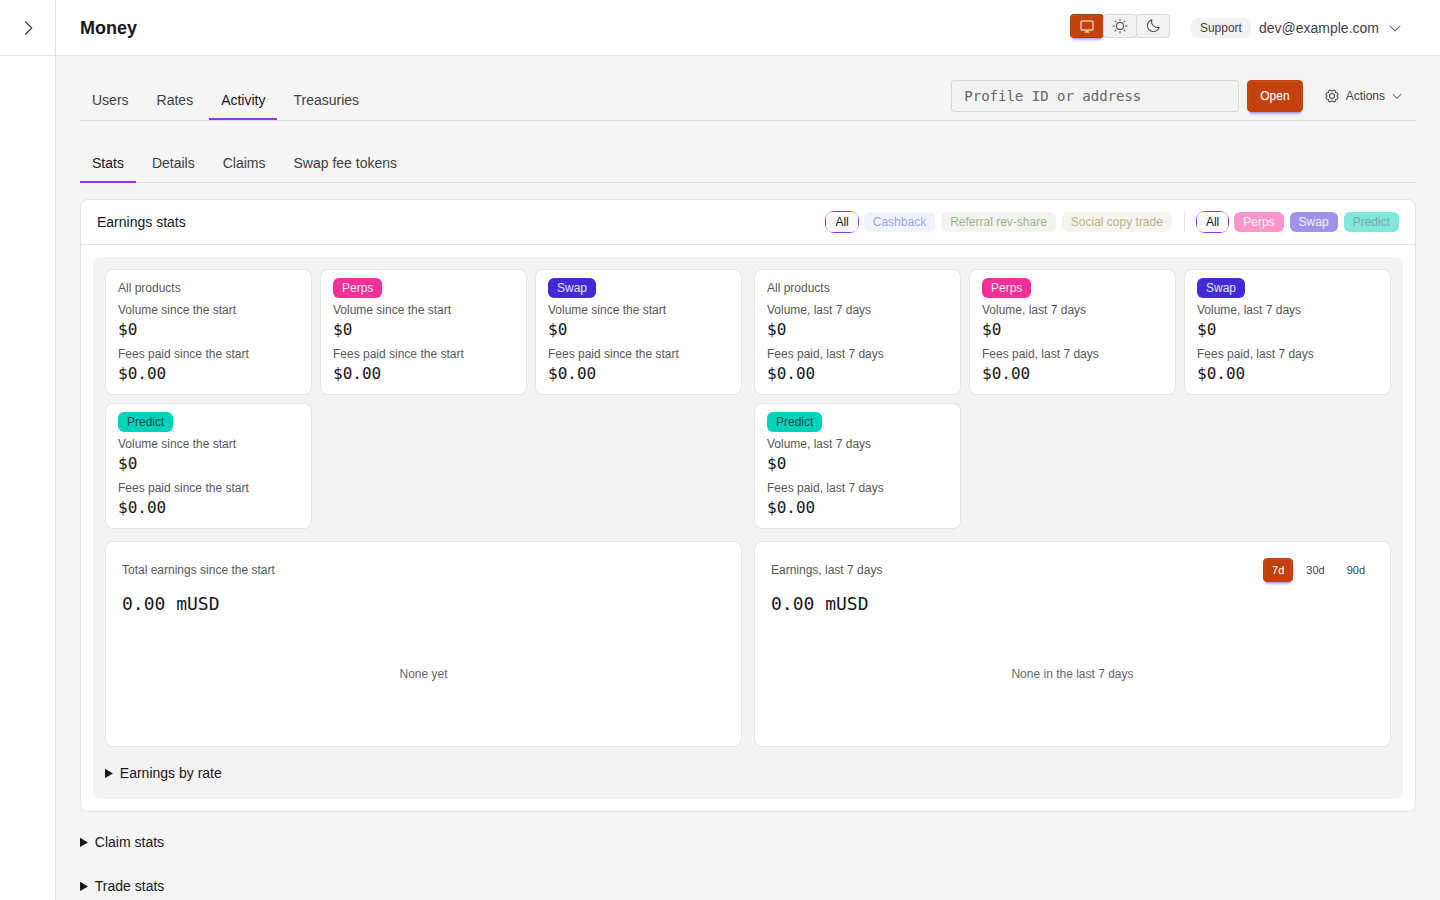 Money
Support
dev@example.com
Users
Rates
Activity
Treasuries
Profile ID or address
Open
Actions
Stats
Details
Claims
Swap fee tokens
Earnings stats
All
Cashback
Referral rev-share
Social copy trade
All
Perps
Swap
Predict
All products
Volume since the start
$0
Fees paid since the start
$0.00
Perps
Volume since the start
$0
Fees paid since the start
$0.00
Swap
Volume since the start
$0
Fees paid since the start
$0.00
All products
Volume, last 7 days
$0
Fees paid, last 7 days
$0.00
Perps
Volume, last 7 days
$0
Fees paid, last 7 days
$0.00
Swap
Volume, last 7 days
$0
Fees paid, last 7 days
$0.00
Predict
Volume since the start
$0
Fees paid since the start
$0.00
Predict
Volume, last 7 days
$0
Fees paid, last 7 days
$0.00
Total earnings since the start
0.00 mUSD
None yet
Earnings, last 7 days
7d
30d
90d
0.00 mUSD
None in the last 7 days
Earnings by rate
Claim stats
Trade stats